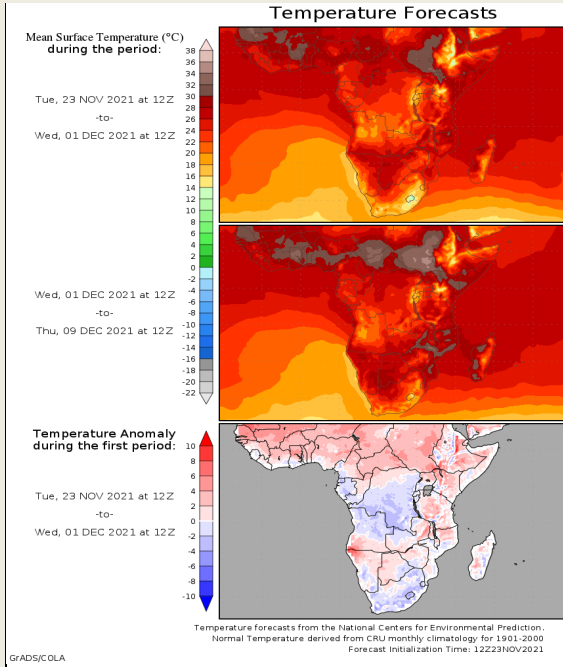 Temperature Forecasts
Mean Surface Temperature (°C)
during the period:
Tue, 23 NOV 2021 at 12Z
-to-
Wed, 01 DEC 2021 at 12Z
38
36
34
32
30
28
26
24
22
20
18
16
14
12
10
8
6
4
2
0
-2
-4
-6
-8
-10
-12
-14
-16
-18
-20
-22
Wed, 01 DEC 2021 at 12Z
-to-
Thu, 09 DEC 2021 at 12Z
Temperature Anomaly
during the first period:
Tue, 23 NOV 2021 at 12Z
-to-
Wed, 01 DEC 2021 at 12Z
10
8
6
4
2
0
-2
-4
-6
-8
-10
Temperature forecasts from the National Centers for Environmental Prediction.
Normal Temperature derived from CRU monthly climatology for 1901-2000
Forecast Initialization Time: 12Z23NOV2021
GrADS/COLA